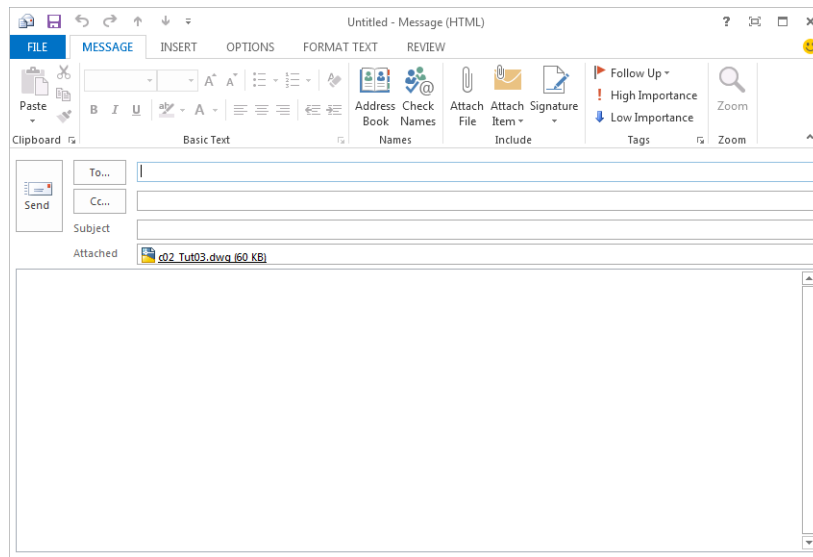 Untitled - Message (HTML)
FILE MESSAGE INSERT OPTIONS FORMAT TEXT REVIEW
Paste
B I U A
Address Book
Check Names
Attach File
Attach Item
Signature
Follow Up
High Importance
Low Importance
Zoom
Clipboard Basic Text Names Include Tags Zoom
Send
To...
Cc...
Subject
Attached c02_Tut03.dwg (60 KB)